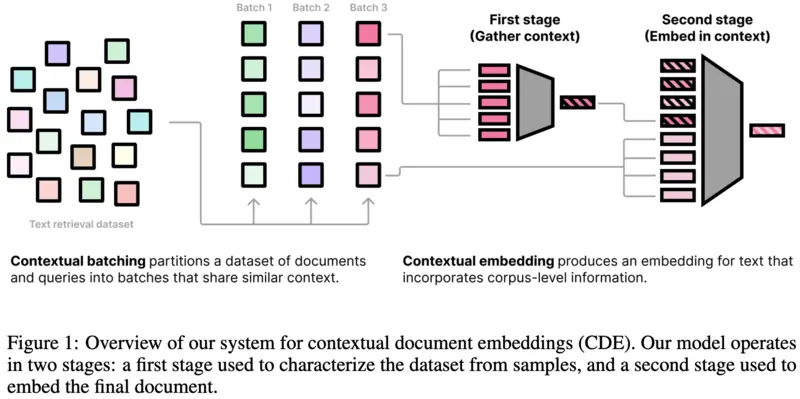 Batch 1 Batch 2 Batch 3
First stage
(Gather context)
Second stage
(Embed in context)
Text retrieval dataset
Contextual batching partitions a dataset of documents
and queries into batches that share similar context.
Contextual embedding produces an embedding for text that
incorporates corpus-level information.
Figure 1: Overview of our system for contextual document embeddings (CDE). Our model operates
in two stages: a first stage used to characterize the dataset from samples, and a second stage used to
embed the final document.